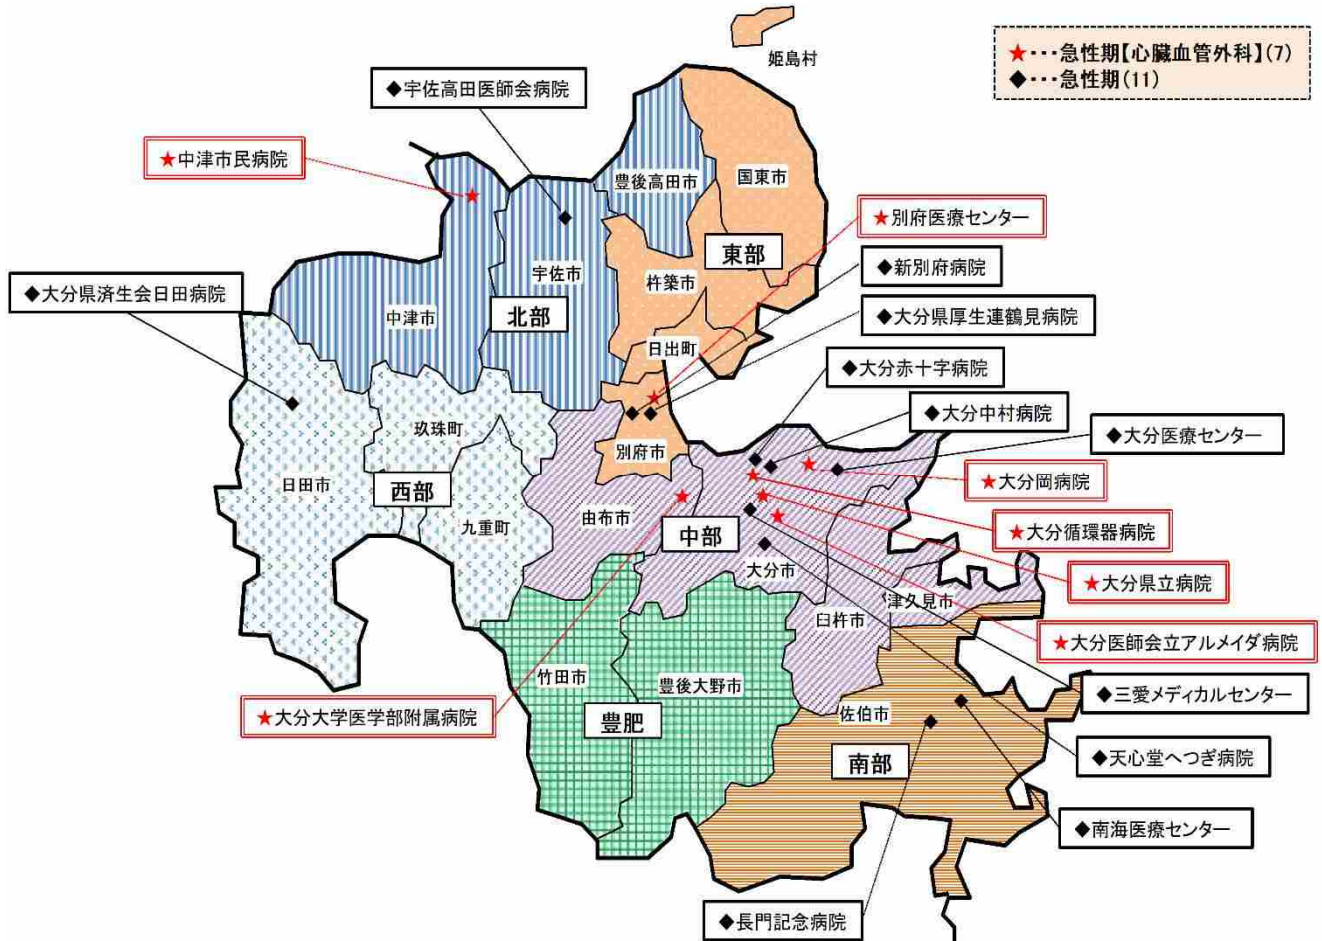 姫島村
★・・・急性期【心臓血管外科】(7)
◆・・・急性期(11)
◆宇佐高田医師会病院
★中津市民病院
豊後高田市
国東市
★別府医療センター
東部
◆新別府病院
宇佐市
杵築市
◆大分県済生会日田病院
中津市
北部
◆大分県厚生連鶴見病院
日出町
◆大分赤十字病院
◆大分中村病院
玖珠町
◆大分医療センター
別府市
日田市
西部
★大分岡病院
九重町
由布市
中部
★大分循環器病院
大分市
★大分県立病院
津久見市
臼杵市
★大分医師会立アルメイダ病院
竹田市
豊後大野市
◆三愛メディカルセンター
★大分大学医学部附属病院
豊肥
佐伯市
南部
◆天心堂へつぎ病院
◆南海医療センター
◆長門記念病院